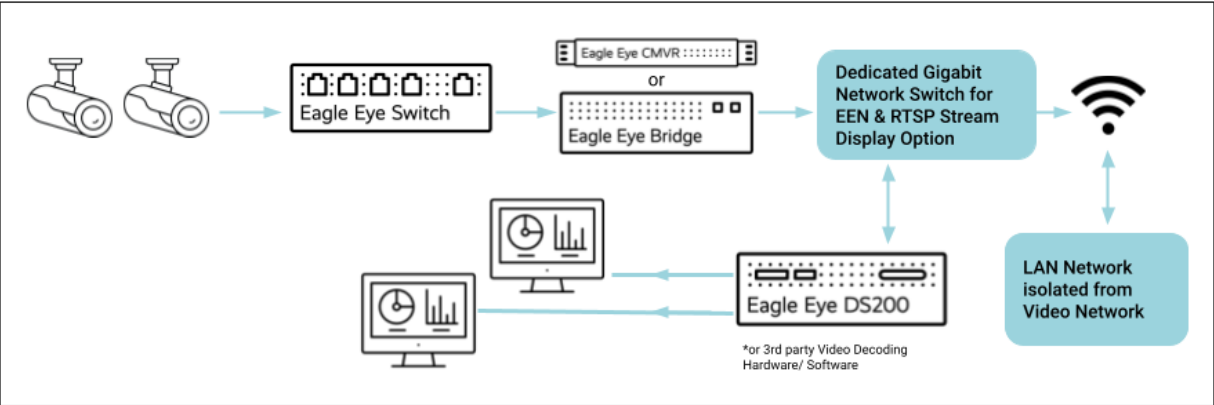 Eagle Eye CMVR
or
Eagle Eye Switch
Eagle Eye Bridge
Dedicated Gigabit
Network Switch for
EEN & RTSP Stream
Display Option
Eagle Eye DS200
*or 3rd party Video Decoding
Hardware/ Software
LAN Network
isolated from
Video Network